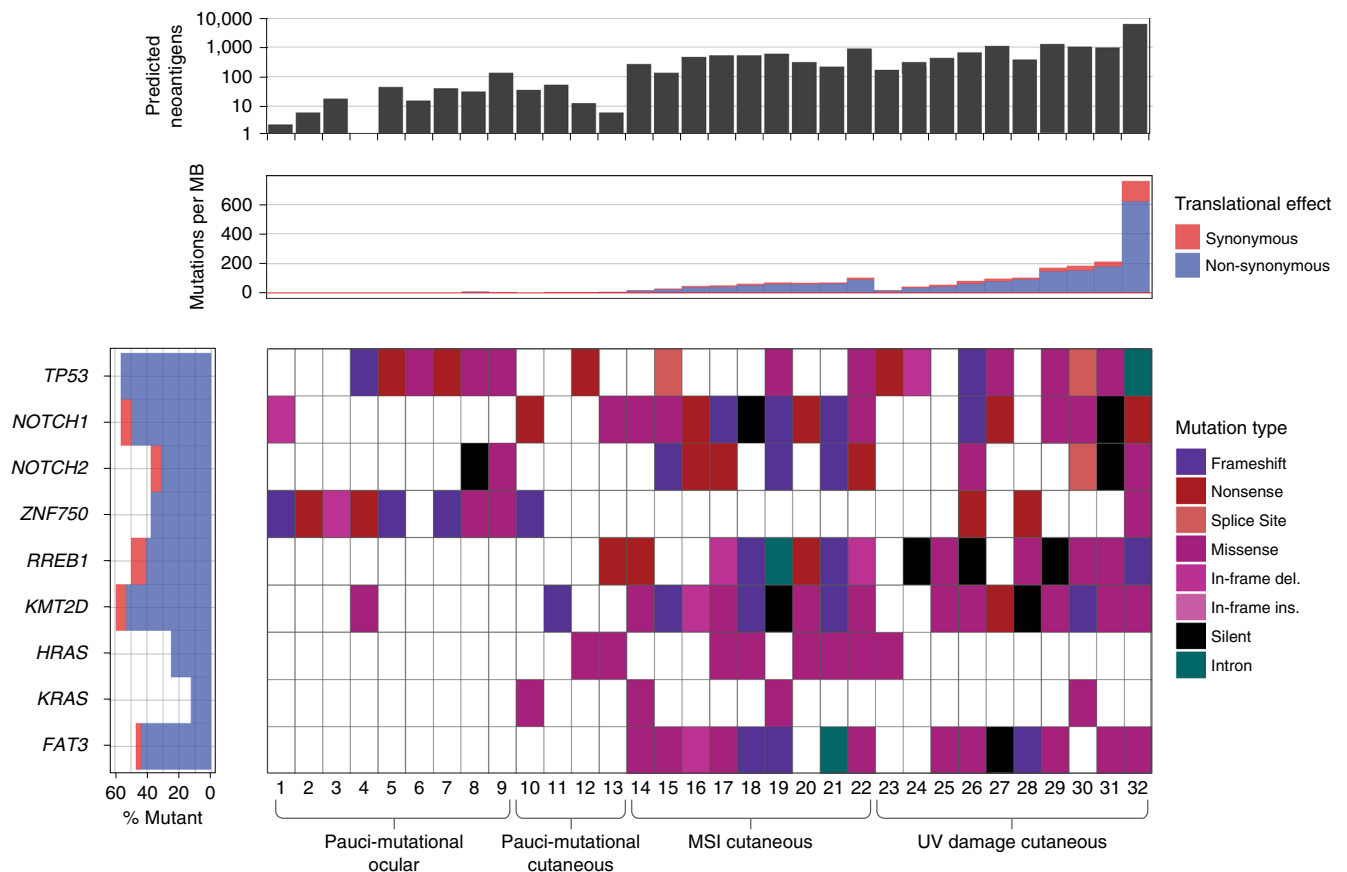 Predicted
neoantigens
10,000
1,000
100
10
1
Mutations per MB
600
400
200
0
Translational effect
Synonymous
Non-synonymous
TP53
NOTCH1
NOTCH2
ZNF750
RREB1
KMT2D
HRAS
KRAS
FAT3
60 40 20 0
% Mutant
Mutation type
Frameshift
Nonsense
Splice Site
Missense
In-frame del.
In-frame ins.
Silent
Intron
1 2 3 4 5 6 7 8 9 10 11 12 13 14 15 16 17 18 19 20 21 22 23 24 25 26 27 28 29 30 31 32
Pauci-mutational
ocular
Pauci-mutational
cutaneous
MSI cutaneous
UV damage cutaneous